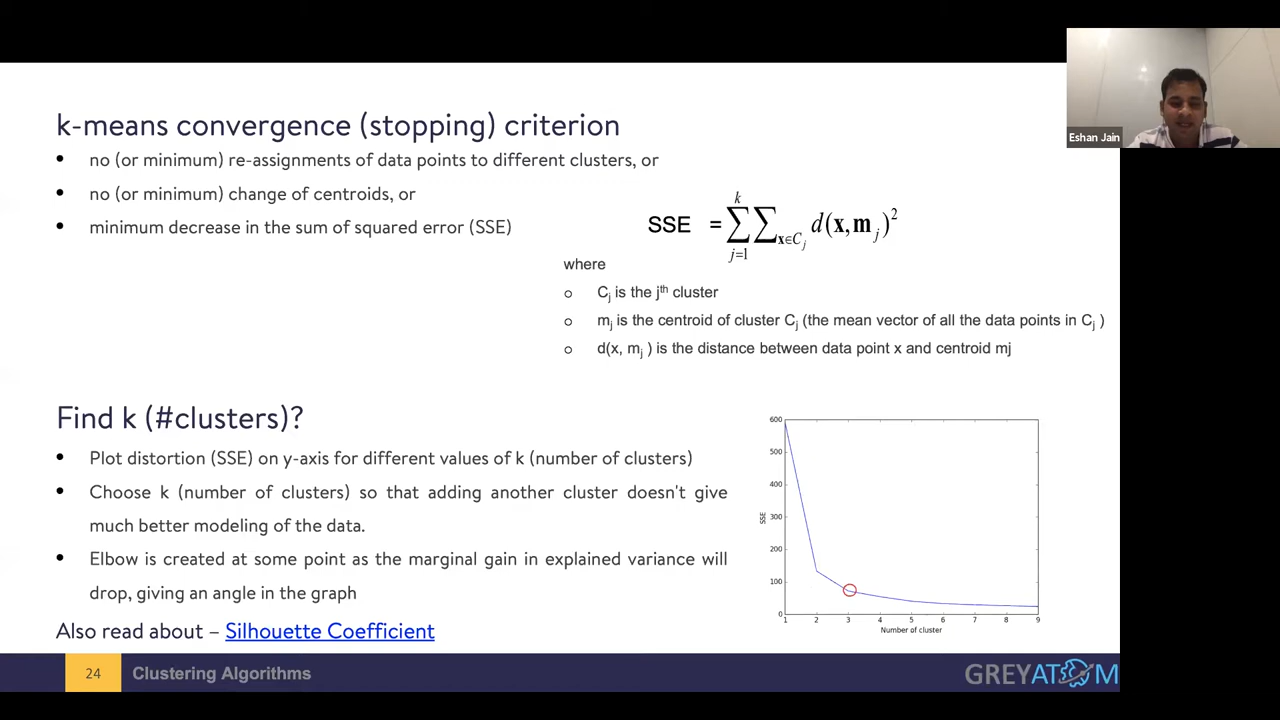 Eshan Jain
k-means convergence (stopping) criterion
• no (or minimum) re-assignments of data points to different clusters, or
• no (or minimum) change of centroids, or
• minimum decrease in the sum of squared error (SSE)
SSE = ∑_{j=1}^{k} ∑_{x∈C_j} d(x, m_j)²
where
o C_j is the j^th cluster
o m_j is the centroid of cluster C_j (the mean vector of all the data points in C_j )
o d(x, m_j ) is the distance between data point x and centroid mj
Find k (#clusters)?
• Plot distortion (SSE) on y-axis for different values of k (number of clusters)
• Choose k (number of clusters) so that adding another cluster doesn't give
much better modeling of the data.
• Elbow is created at some point as the marginal gain in explained variance will
drop, giving an angle in the graph
Also read about – Silhouette Coefficient
600
500
400
300
200
100
0
SSE
1 2 3 4 5 6 7 8 9
Number of cluster
24 Clustering Algorithms
GREYATOM